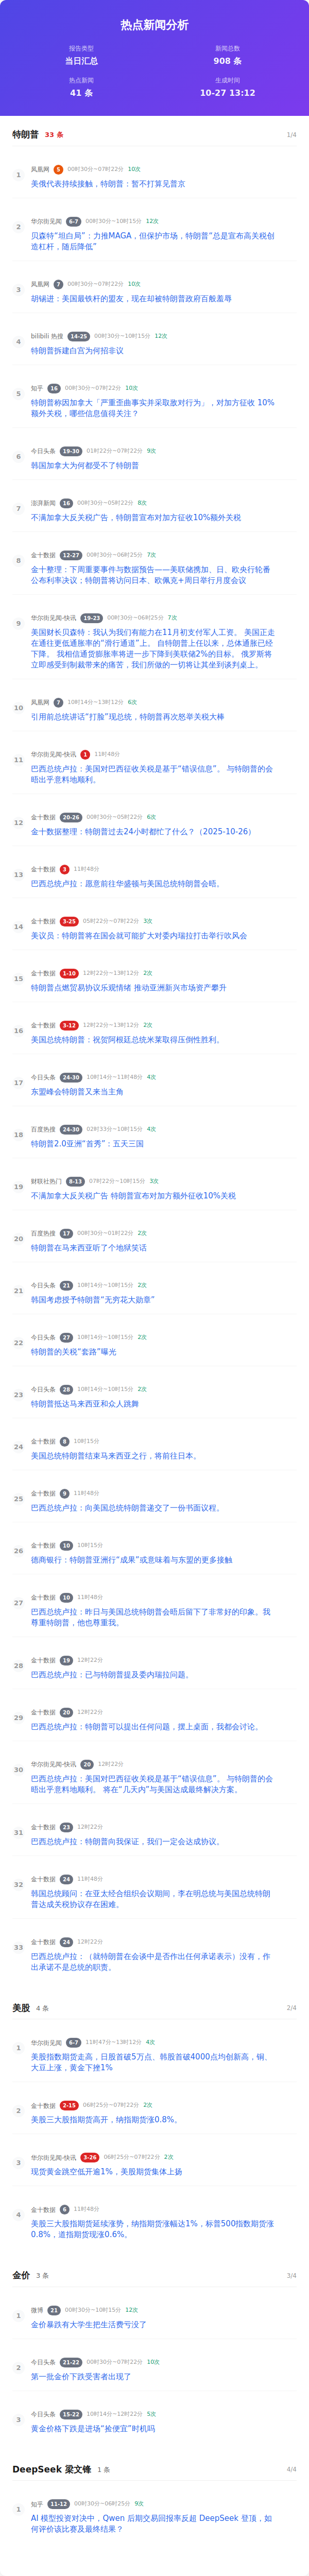 热点新闻分析
报告类型
当日汇总
新闻总数
908 条
热点新闻
41 条
生成时间
10-27 13:12
特朗普 33 条 1/4
1
凤凰网 5 00时30分~07时22分 10次
美俄代表持续接触，特朗普：暂不打算见普京
2
华尔街见闻 6-7 00时30分~10时15分 12次
贝森特“坦白局”：力推MAGA，但保护市场，特朗普“总是宣布高关税创
造杠杆，随后降低”
3
凤凰网 7 00时30分~07时22分 10次
胡锡进：美国最铁杆的盟友，现在却被特朗普政府百般羞辱
4
bilibili 热搜 14-25 00时30分~10时15分 12次
特朗普拆建白宫为何招非议
5
知乎 16 00时30分~07时22分 10次
特朗普称因加拿大「严重歪曲事实并采取敌对行为」，对加方征收 10%
额外关税，哪些信息值得关注？
6
今日头条 19-30 01时22分~07时22分 9次
韩国加拿大为何都受不了特朗普
7
澎湃新闻 16 00时30分~05时22分 8次
不满加拿大反关税广告，特朗普宣布对加方征收10%额外关税
8
金十数据 12-27 00时30分~06时25分 7次
金十整理：下周重要事件与数据预告——美联储携加、日、欧央行轮番
公布利率决议；特朗普将访问日本、欧佩克+周日举行月度会议
9
华尔街见闻-快讯 19-23 00时30分~06时25分 7次
美国财长贝森特：我认为我们有能力在11月初支付军人工资。 美国正走
在通往更低通胀率的“滑行通道”上。 自特朗普上任以来，总体通胀已经
下降。 我相信通货膨胀率将进一步下降到美联储2%的目标。 俄罗斯将
立即感受到制裁带来的痛苦，我们所做的一切将让其坐到谈判桌上。
10
凤凰网 7 10时14分~13时12分 6次
引用前总统讲话“打脸”现总统，特朗普再次怒举关税大棒
11
华尔街见闻-快讯 1 11时48分
巴西总统卢拉：美国对巴西征收关税是基于“错误信息”。 与特朗普的会
晤出乎意料地顺利。
12
金十数据 20-26 00时30分~05时22分 6次
金十数据整理：特朗普过去24小时都忙了什么？（2025-10-26）
13
金十数据 3 11时48分
巴西总统卢拉：愿意前往华盛顿与美国总统特朗普会晤。
14
金十数据 3-25 05时22分~07时22分 3次
美议员：特朗普将在国会就可能扩大对委内瑞拉打击举行吹风会
15
金十数据 1-10 12时22分~13时12分 2次
特朗普点燃贸易协议乐观情绪 推动亚洲新兴市场资产攀升
16
金十数据 3-12 12时22分~13时12分 2次
美国总统特朗普：祝贺阿根廷总统米莱取得压倒性胜利。
17
今日头条 24-30 10时14分~11时48分 4次
东盟峰会特朗普又来当主角
18
百度热搜 24-30 02时33分~10时15分 4次
特朗普2.0亚洲“首秀”：五天三国
19
财联社热门 8-13 07时22分~10时15分 3次
不满加拿大反关税广告 特朗普宣布对加方额外征收10%关税
20
百度热搜 17 00时30分~01时22分 2次
特朗普在马来西亚听了个地狱笑话
21
今日头条 21 10时14分~10时15分 2次
韩国考虑授予特朗普“无穷花大勋章”
22
今日头条 27 10时14分~10时15分 2次
特朗普的关税“套路”曝光
23
今日头条 28 10时14分~10时15分 2次
特朗普抵达马来西亚和众人跳舞
24
金十数据 8 10时15分
美国总统特朗普结束马来西亚之行，将前往日本。
25
金十数据 9 11时48分
巴西总统卢拉：向美国总统特朗普递交了一份书面议程。
26
金十数据 10 10时15分
德商银行：特朗普亚洲行“成果”或意味着与东盟的更多接触
27
金十数据 10 11时48分
巴西总统卢拉：昨日与美国总统特朗普会晤后留下了非常好的印象。我
尊重特朗普，他也尊重我。
28
金十数据 19 12时22分
巴西总统卢拉：已与特朗普提及委内瑞拉问题。
29
金十数据 20 12时22分
巴西总统卢拉：特朗普可以提出任何问题，摆上桌面，我都会讨论。
30
华尔街见闻-快讯 20 12时22分
巴西总统卢拉：美国对巴西征收关税是基于“错误信息”。 与特朗普的会
晤出乎意料地顺利。 将在“几天内”与美国达成最终解决方案。
31
金十数据 23 12时22分
巴西总统卢拉：特朗普向我保证，我们一定会达成协议。
32
金十数据 24 11时48分
韩国总统顾问：在亚太经合组织会议期间，李在明总统与美国总统特朗
普达成关税协议存在困难。
33
金十数据 24 12时22分
巴西总统卢拉：（就特朗普在会谈中是否作出任何承诺表示）没有，作
出承诺不是总统的职责。
美股 4 条 2/4
1
华尔街见闻 6-7 11时47分~13时12分 4次
美股指数期货走高，日股首破5万点、韩股首破4000点均创新高，铜、
大豆上涨，黄金下挫1%
2
金十数据 2-15 06时25分~07时22分 2次
美股三大股指期货高开，纳指期货涨0.8%。
3
华尔街见闻-快讯 3-26 06时25分~07时22分 2次
现货黄金跳空低开逾1%，美股期货集体上扬
4
金十数据 6 11时48分
美股三大股指期货延续涨势，纳指期货涨幅达1%，标普500指数期货涨
0.8%，道指期货现涨0.6%。
金价 3 条 3/4
1
微博 21 00时30分~10时15分 12次
金价暴跌有大学生把生活费亏没了
2
今日头条 21-22 00时30分~07时22分 10次
第一批金价下跌受害者出现了
3
今日头条 15-22 10时14分~12时22分 5次
黄金价格下跌是进场“捡便宜”时机吗
DeepSeek 梁文锋 1 条 4/4
1
知乎 11-12 00时30分~06时25分 9次
AI 模型投资对决中，Qwen 后期交易回报率反超 DeepSeek 登顶，如
何评价该比赛及最终结果？